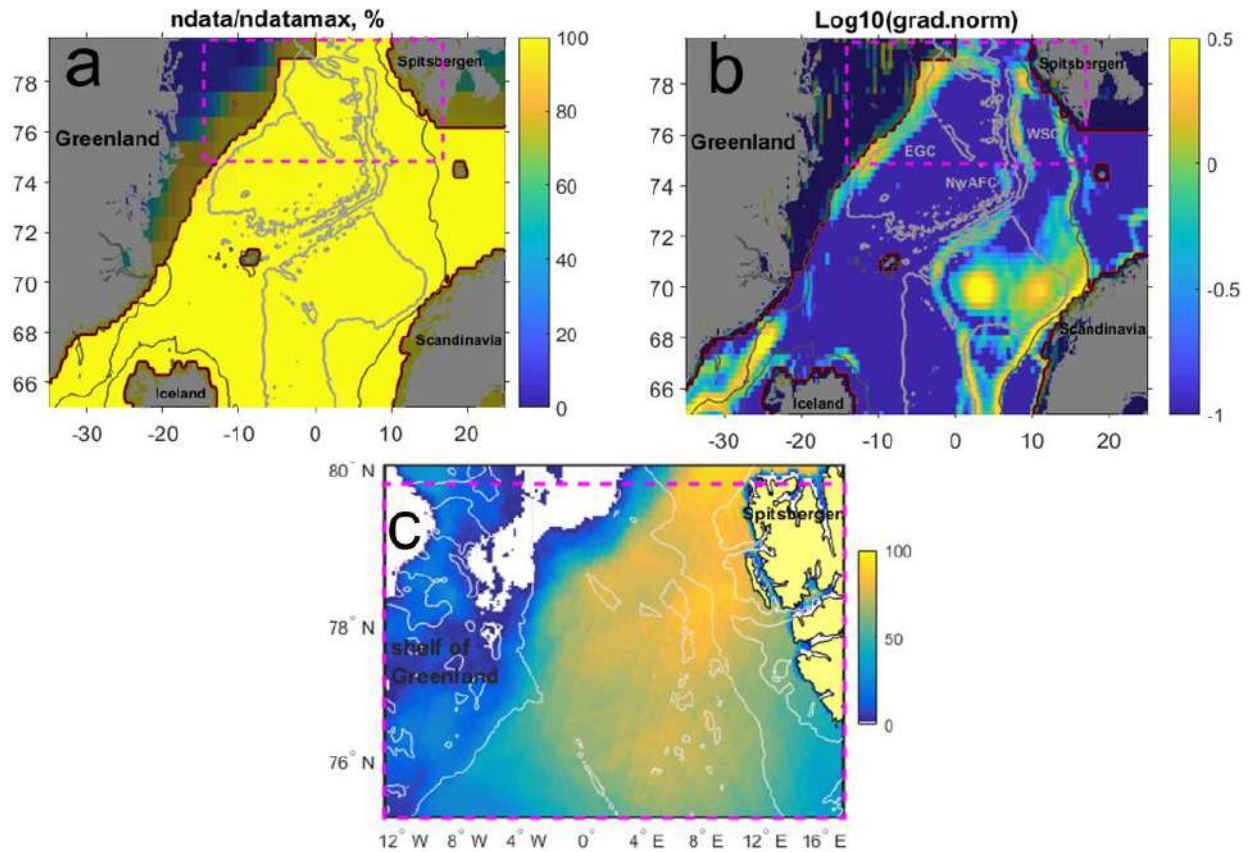 ndata/ndatamax, %
a
Spitsbergen
Greenland
Scandinavia
Iceland
78
76
74
72
70
68
66
-30
-20
-10
0
10
20
100
80
60
40
20
0
Log10(grad.norm)
b
Spitsbergen
Greenland
WSC
EGC
NwAFC
Scandinavia
Iceland
78
76
74
72
70
68
66
-30
-20
-10
0
10
20
0.5
0
-0.5
-1
c
Spitsbergen
shelf of
Greenland
80° N
78° N
76° N
12° W
8° W
4° W
0°
4° E
8° E
12° E
16° E
100
50
0